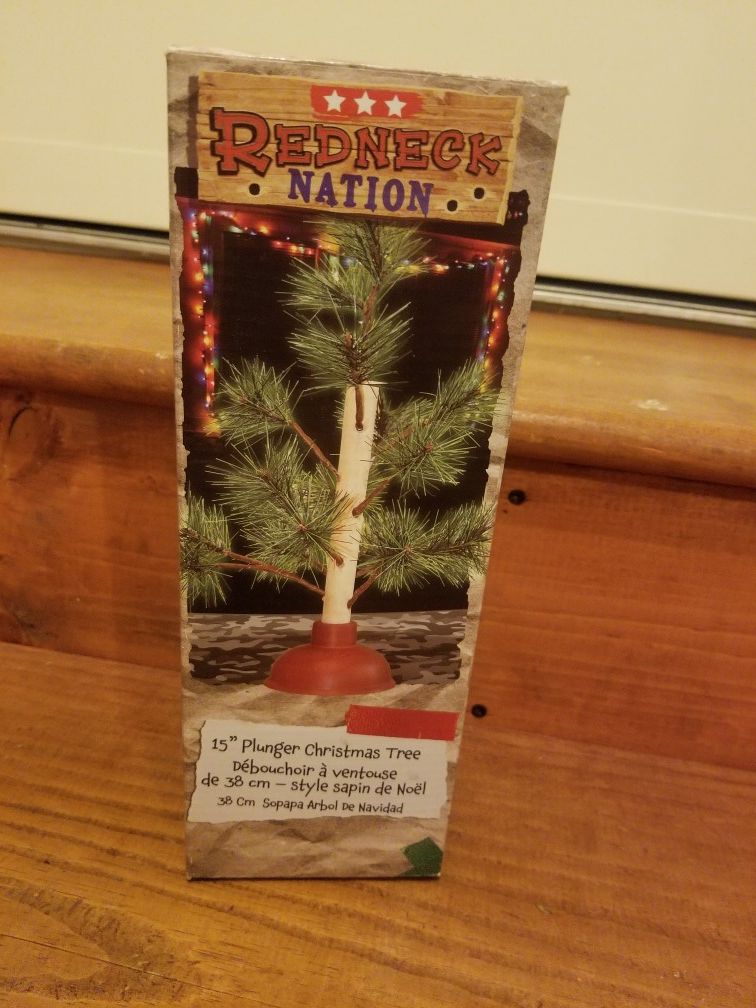 REDNECK
NATION
15” Plunger Christmas Tree
Débouchoir à ventouse
de 38 cm – style sapin de Noël
38 Cm Sopapa Arbol De Navidad